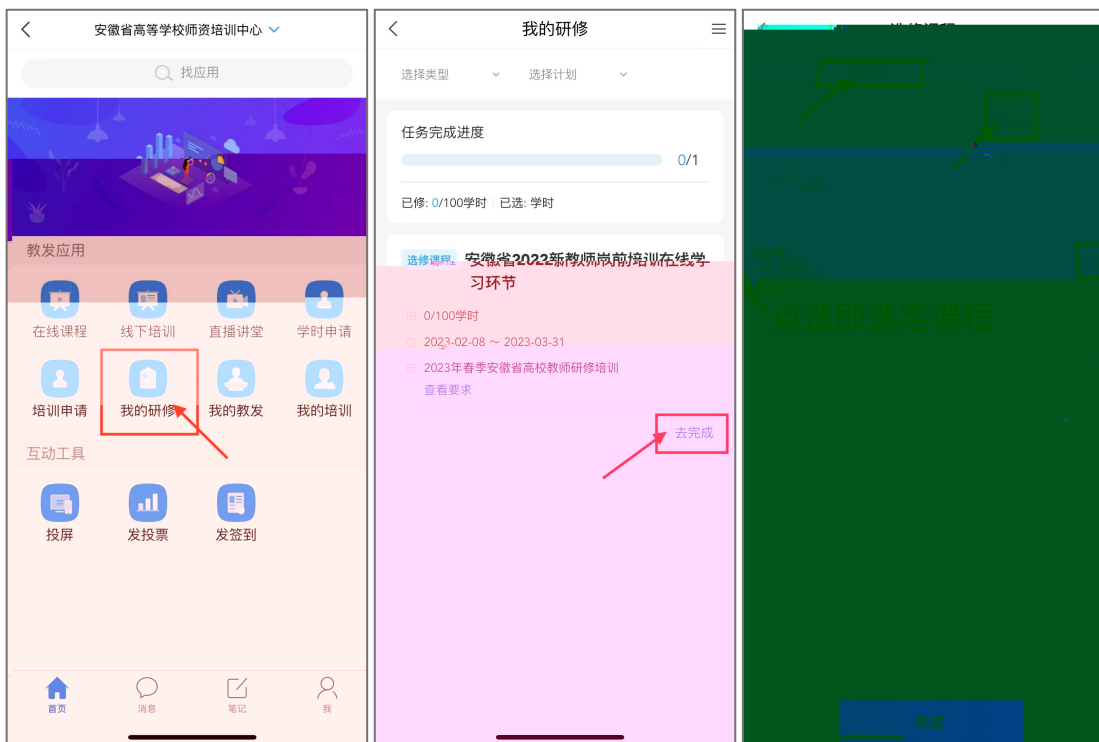 安徽省高等学校师资培训中心
找应用
教发应用
在线课程 线下培训 直播讲堂 学时申请
培训申请 我的研修 我的教发 我的培训
互动工具
投屏 发投票 发签到
首页 消息 笔记 我
我的研修
选择类型 选择计划
任务完成进度
0/1
已修: 0/100学时 已选: 学时
选修课程 安徽省2022新教师岗前培训在线学
习环节
0/100学时
2023-02-08 ～ 2023-03-31
2023年春季安徽省高校教师研修培训
查看要求
去完成
点选即选定课程